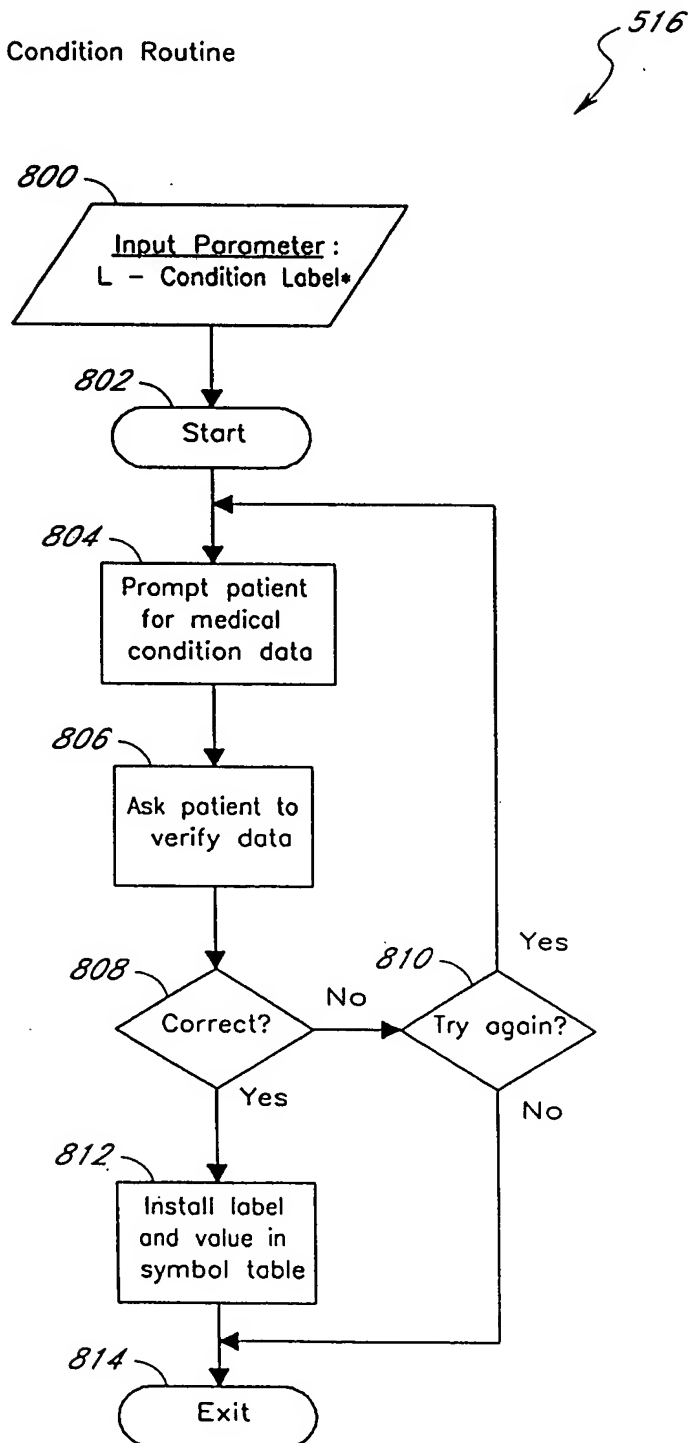 516
Condition Routine
800
Input Parameter :
L – Condition Label*
802
Start
804
Prompt patient
for medical
condition data
806
Ask patient to
verify data
808
Correct?
No
810
Try again?
Yes
Yes
No
812
Install label
and value in
symbol table
814
Exit